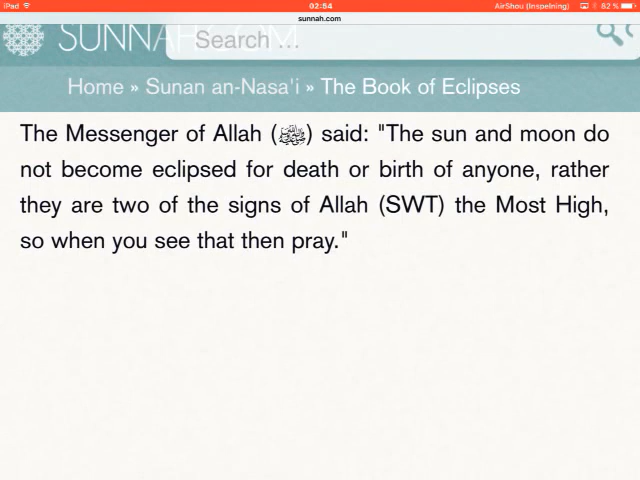 iPad 02:54 AirShou (Inspelning) 82 %
sunnah.com
SUNNAH.COM Search ...
Home » Sunan an-Nasa'i » The Book of Eclipses
The Messenger of Allah (ﷺ) said: "The sun and moon do
not become eclipsed for death or birth of anyone, rather
they are two of the signs of Allah (SWT) the Most High,
so when you see that then pray."